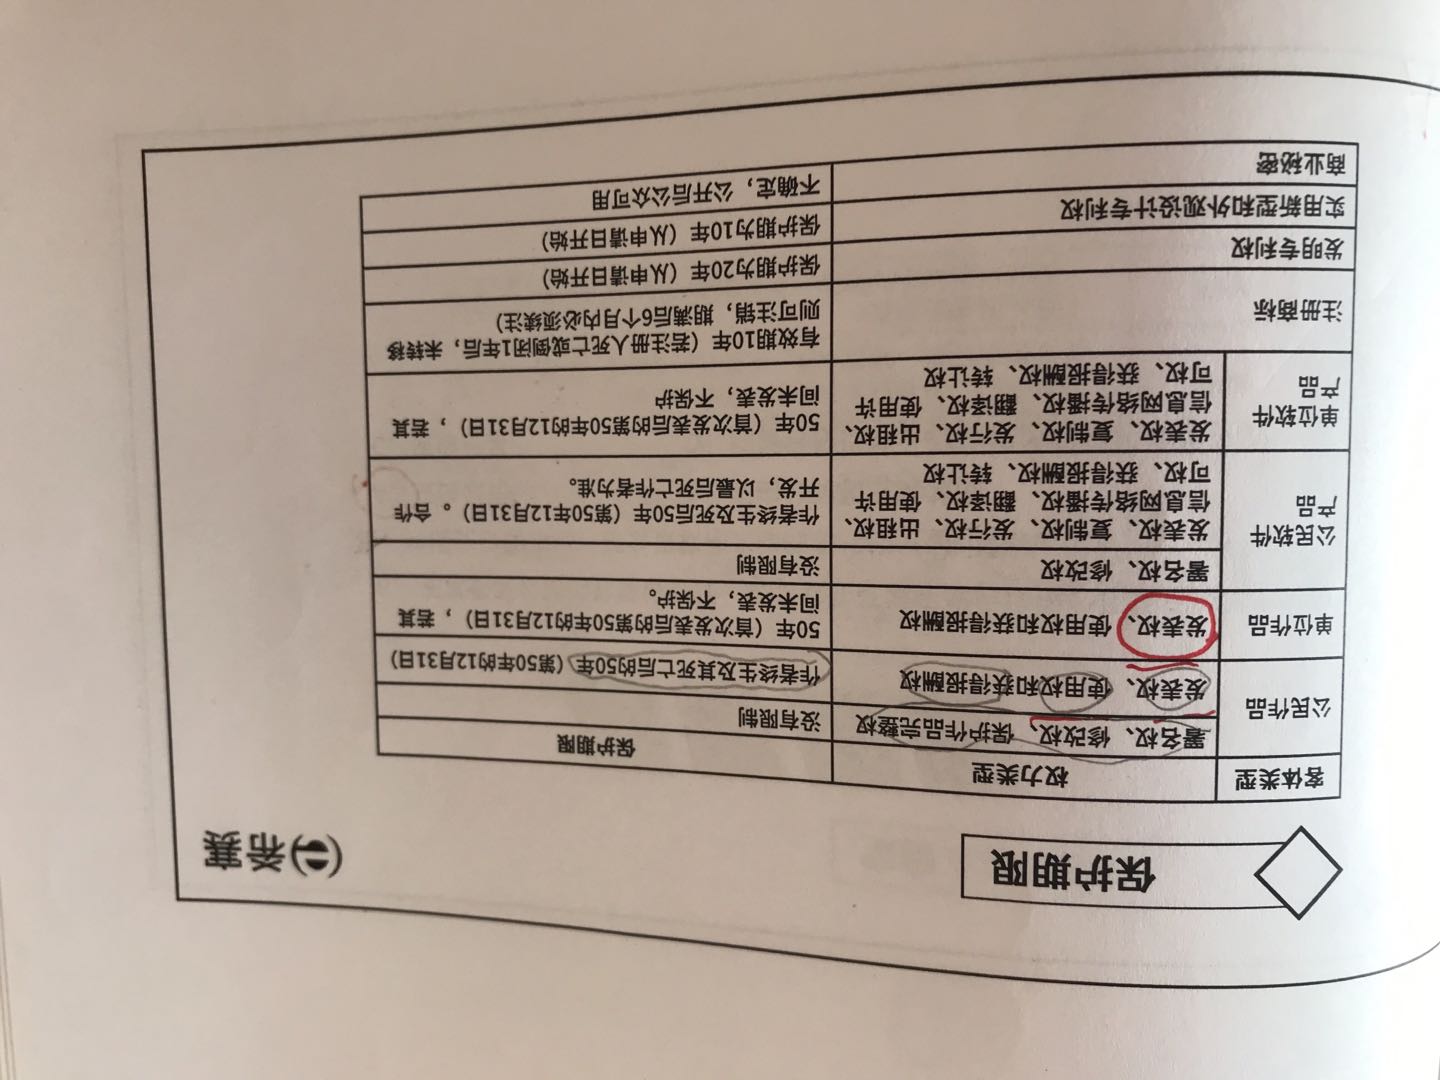 保护期限
希赛
客体类型
权力类型
保护期限
公民作品
署名权、修改权、保护作品完整权
没有限制
发表权、使用权和获得报酬权
作者终生及其死亡后的50年（第50年的12月31日）
单位作品
发表权、使用权和获得报酬权
50年（首次发表后的第50年的12月31日），若其
间未发表，不保护。
公民软件
产品
署名权、修改权
没有限制
发表权、复制权、发行权、出租权、
信息网络传播权、翻译权、使用许
可权、获得报酬权、转让权
作者终生及死后50年（第50年12月31日）。合作
开发，以最后死亡作者为准。
单位软件
产品
发表权、复制权、发行权、出租权、
信息网络传播权、翻译权、使用许
可权、获得报酬权、转让权
50年（首次发表后的第50年的12月31日），若其
间未发表，不保护
注册商标
有效期10年（若注册人死亡或倒闭1年后，未转移
则可注销，期满后6个月内必须续注）
发明专利权
保护期为20年（从申请日开始）
实用新型和外观设计专利权
保护期为10年（从申请日开始）
商业秘密
不确定，公开后公众可用